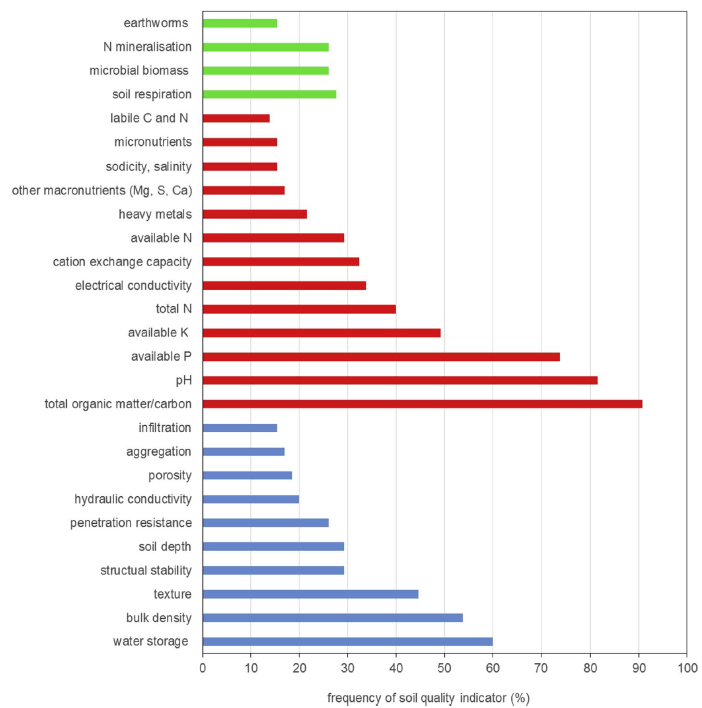 earthworms
N mineralisation
microbial biomass
soil respiration
labile C and N
micronutrients
sodicity, salinity
other macronutrients (Mg, S, Ca)
heavy metals
available N
cation exchange capacity
electrical conductivity
total N
available K
available P
pH
total organic matter/carbon
infiltration
aggregation
porosity
hydraulic conductivity
penetration resistance
soil depth
structual stability
texture
bulk density
water storage
0 10 20 30 40 50 60 70 80 90 100
frequency of soil quality indicator (%)